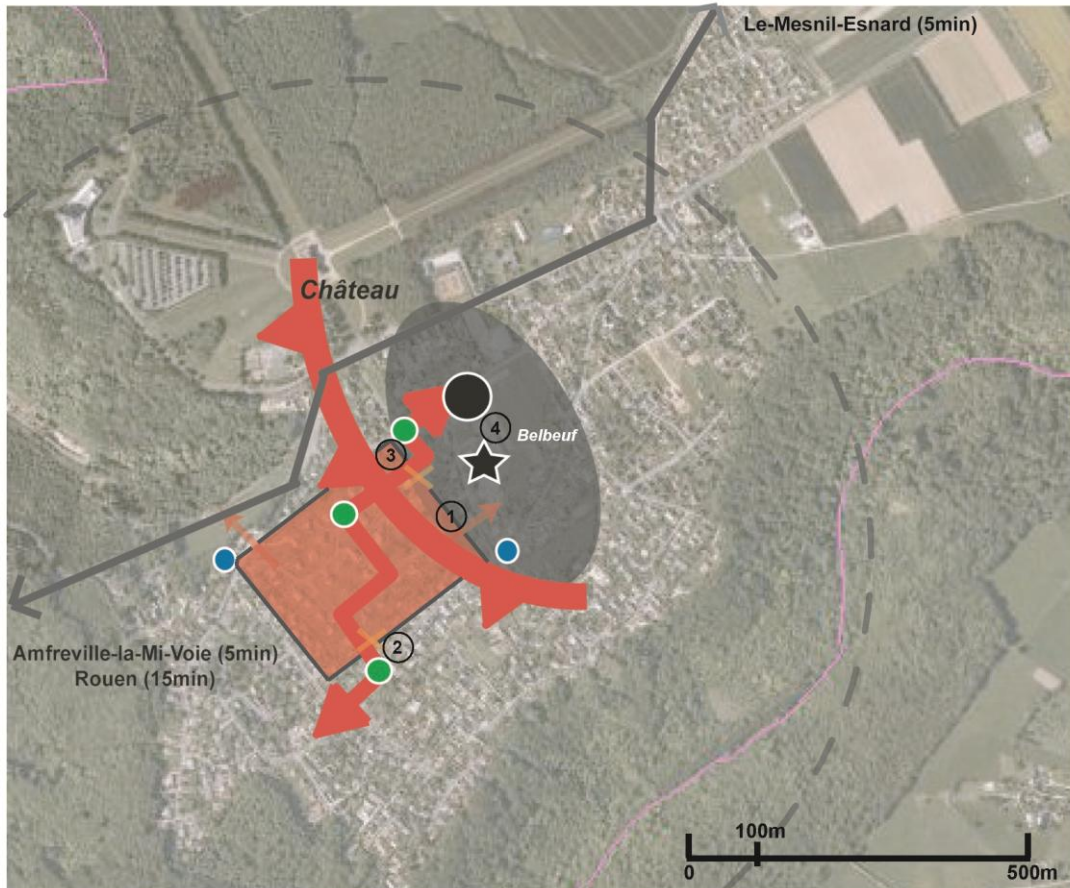 Le-Mesnil-Esnard (5min)
Château
4
Belbeuf
3
1
2
Amfreville-la-Mi-Voie (5min)
Rouen (15min)
100m
0
500m